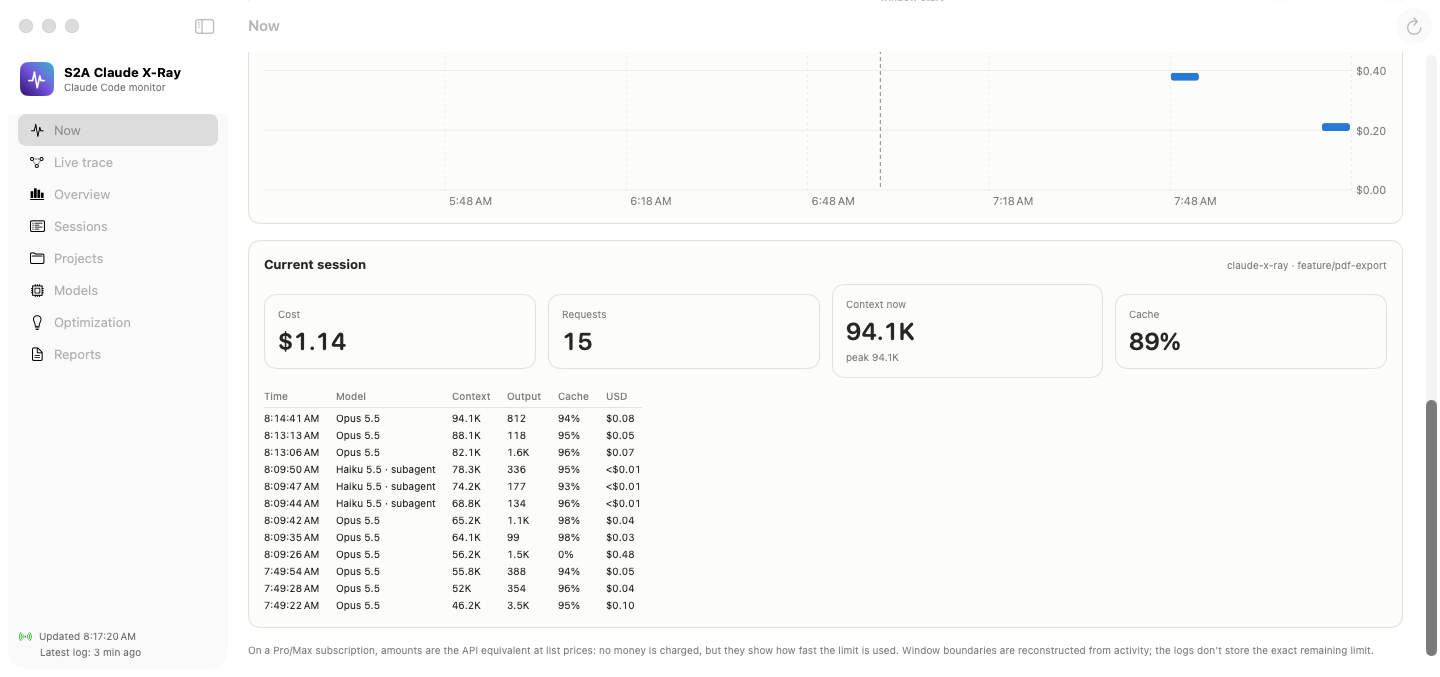 Now
S2A Claude X-Ray
Claude Code monitor
Now
Live trace
Overview
Sessions
Projects
Models
Optimization
Reports
Updated 8:17:20 AM
Latest log: 3 min ago
$0.40
$0.20
$0.00
5:48 AM 6:18 AM 6:48 AM 7:18 AM 7:48 AM
Current session claude-x-ray · feature/pdf-export
Cost
$1.14
Requests
15
Context now
94.1K
peak 94.1K
Cache
89%
Time Model Context Output Cache USD
8:14:41 AM Opus 5.5 94.1K 812 94% $0.08
8:13:13 AM Opus 5.5 88.1K 118 95% $0.05
8:13:06 AM Opus 5.5 82.1K 1.6K 96% $0.07
8:09:50 AM Haiku 5.5 · subagent 78.3K 336 95% <$0.01
8:09:47 AM Haiku 5.5 · subagent 74.2K 177 93% <$0.01
8:09:44 AM Haiku 5.5 · subagent 68.8K 134 96% <$0.01
8:09:42 AM Opus 5.5 65.2K 1.1K 98% $0.04
8:09:35 AM Opus 5.5 64.1K 99 98% $0.03
8:09:26 AM Opus 5.5 56.2K 1.5K 0% $0.48
7:49:54 AM Opus 5.5 55.8K 388 94% $0.05
7:49:28 AM Opus 5.5 52K 354 96% $0.04
7:49:22 AM Opus 5.5 46.2K 3.5K 95% $0.10
On a Pro/Max subscription, amounts are the API equivalent at list prices: no money is charged, but they show how fast the limit is used. Window boundaries are reconstructed from activity; the logs don't store the exact remaining limit.